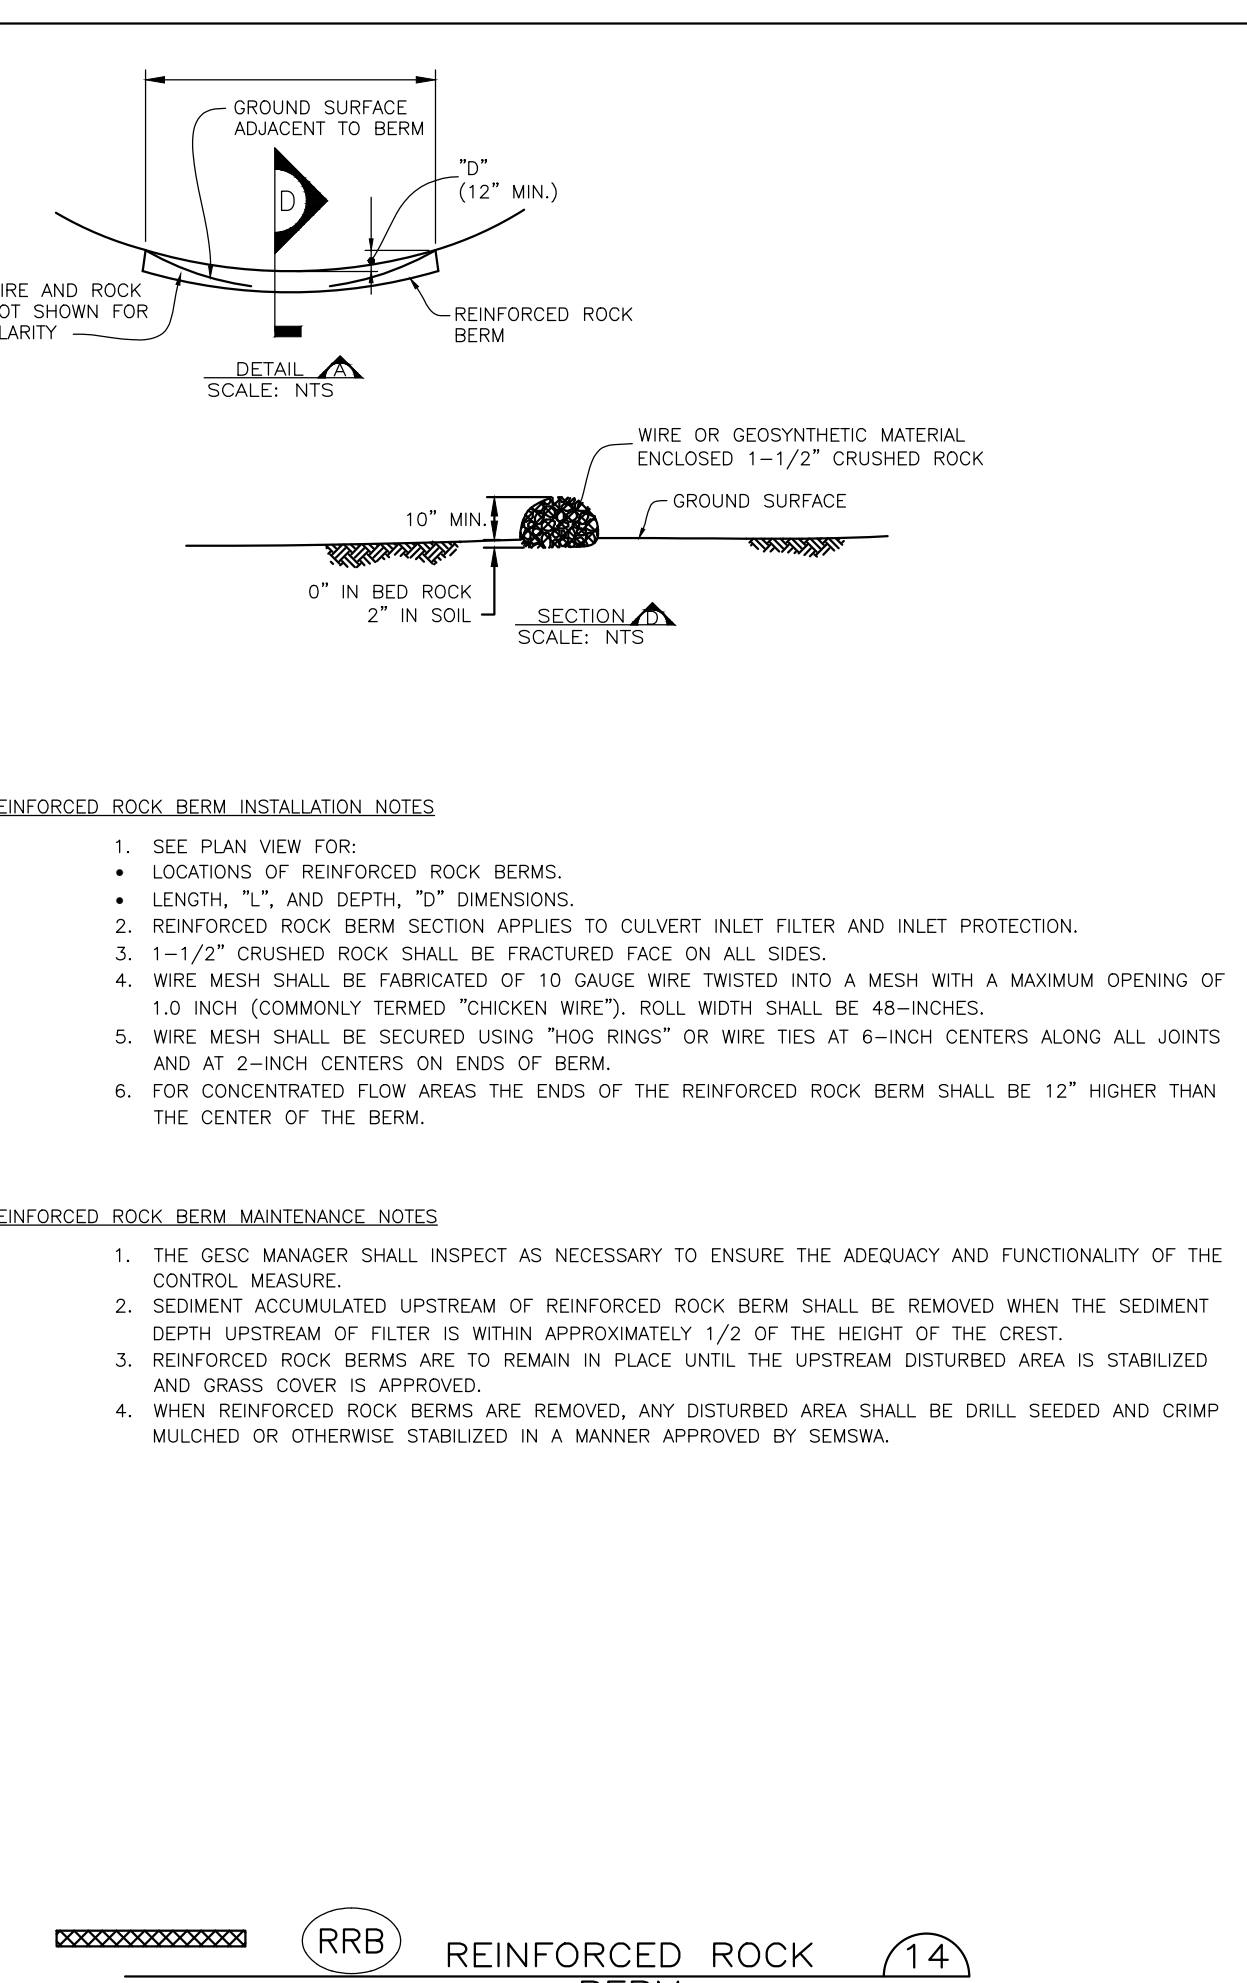 GROUND SURFACE
ADJACENT TO BERM
"D"
(12" MIN.)
D
IRE AND ROCK
OT SHOWN FOR
LARITY
REINFORCED ROCK
BERM
DETAIL A
SCALE: NTS
WIRE OR GEOSYNTHETIC MATERIAL
ENCLOSED 1-1/2" CRUSHED ROCK
GROUND SURFACE
10" MIN.
0" IN BED ROCK
2" IN SOIL
SECTION D
SCALE: NTS
EINFORCED ROCK BERM INSTALLATION NOTES
1. SEE PLAN VIEW FOR:
• LOCATIONS OF REINFORCED ROCK BERMS.
• LENGTH, "L", AND DEPTH, "D" DIMENSIONS.
2. REINFORCED ROCK BERM SECTION APPLIES TO CULVERT INLET FILTER AND INLET PROTECTION.
3. 1-1/2" CRUSHED ROCK SHALL BE FRACTURED FACE ON ALL SIDES.
4. WIRE MESH SHALL BE FABRICATED OF 10 GAUGE WIRE TWISTED INTO A MESH WITH A MAXIMUM OPENING OF
1.0 INCH (COMMONLY TERMED "CHICKEN WIRE"). ROLL WIDTH SHALL BE 48-INCHES.
5. WIRE MESH SHALL BE SECURED USING "HOG RINGS" OR WIRE TIES AT 6-INCH CENTERS ALONG ALL JOINTS
AND AT 2-INCH CENTERS ON ENDS OF BERM.
6. FOR CONCENTRATED FLOW AREAS THE ENDS OF THE REINFORCED ROCK BERM SHALL BE 12" HIGHER THAN
THE CENTER OF THE BERM.
EINFORCED ROCK BERM MAINTENANCE NOTES
1. THE GESC MANAGER SHALL INSPECT AS NECESSARY TO ENSURE THE ADEQUACY AND FUNCTIONALITY OF THE
CONTROL MEASURE.
2. SEDIMENT ACCUMULATED UPSTREAM OF REINFORCED ROCK BERM SHALL BE REMOVED WHEN THE SEDIMENT
DEPTH UPSTREAM OF FILTER IS WITHIN APPROXIMATELY 1/2 OF THE HEIGHT OF THE CREST.
3. REINFORCED ROCK BERMS ARE TO REMAIN IN PLACE UNTIL THE UPSTREAM DISTURBED AREA IS STABILIZED
AND GRASS COVER IS APPROVED.
4. WHEN REINFORCED ROCK BERMS ARE REMOVED, ANY DISTURBED AREA SHALL BE DRILL SEEDED AND CRIMP
MULCHED OR OTHERWISE STABILIZED IN A MANNER APPROVED BY SEMSWA.
RRB
REINFORCED ROCK
14